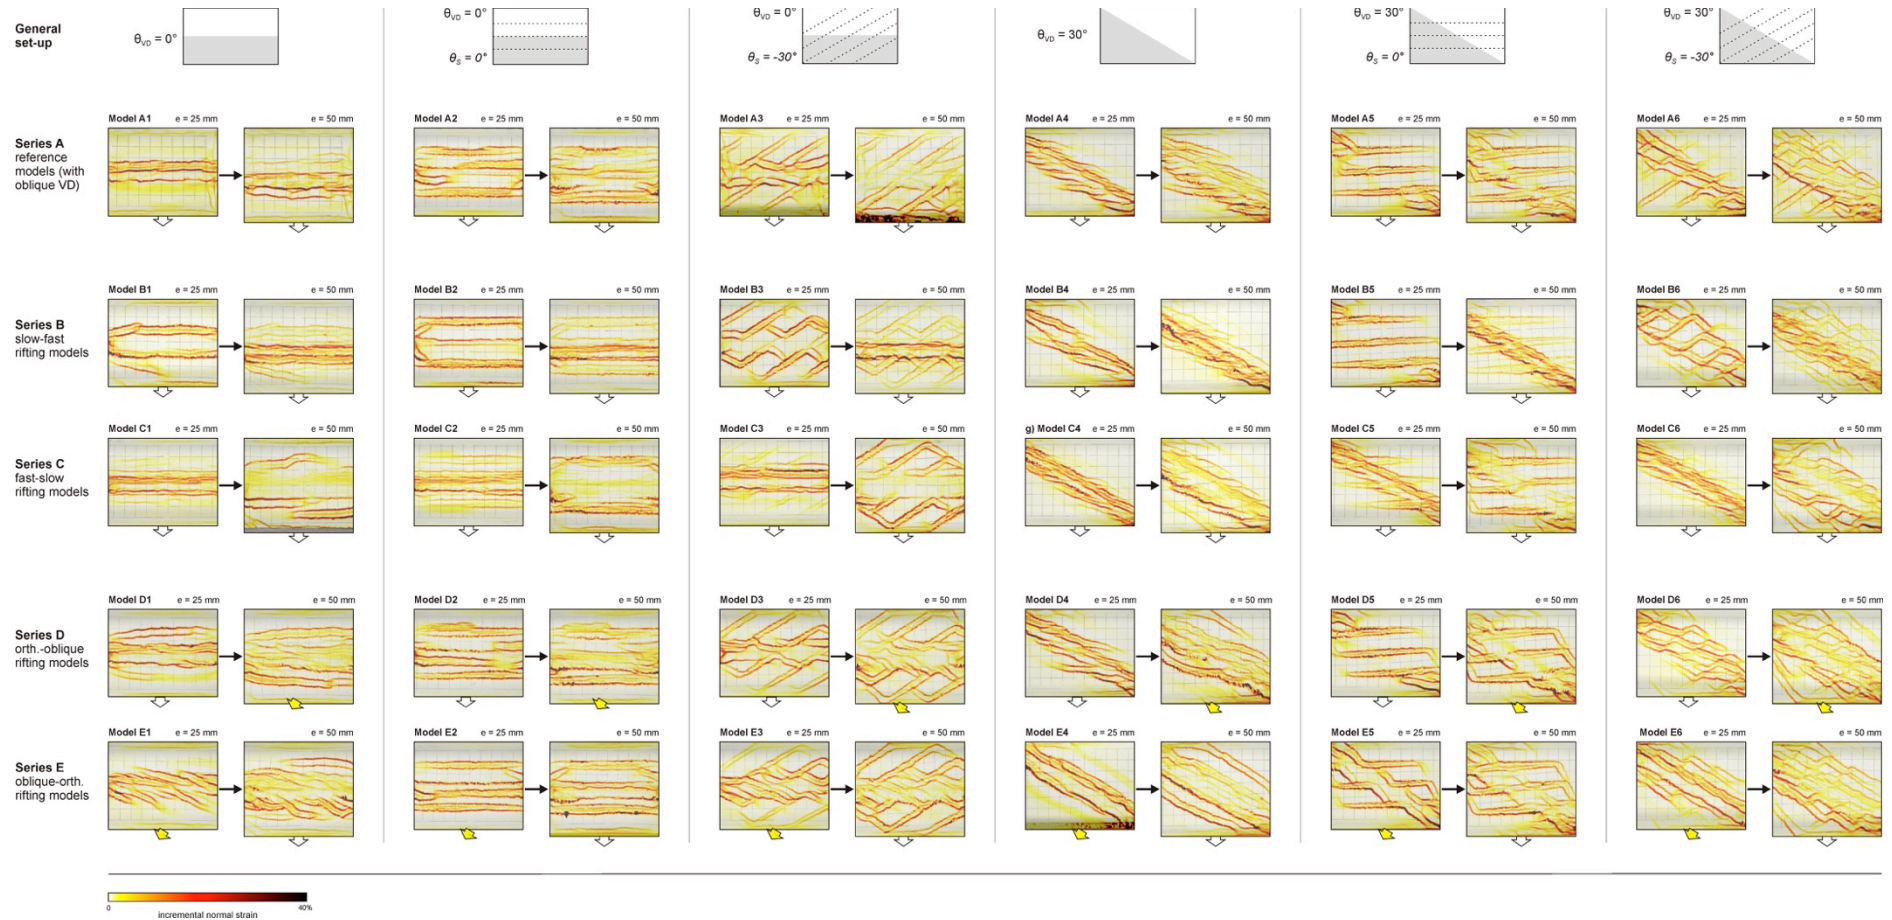 General
set-up
θVD = 0°
θVD = 0°
θS = 0°
θVD = 0°
θS = -30°
θVD = 30°
θVD = 30°
θS = 0°
θVD = 30°
θS = -30°
Series A
reference
models (with
oblique VD)
Model A1 e = 25 mm e = 50 mm
Model A2 e = 25 mm e = 50 mm
Model A3 e = 25 mm e = 50 mm
Model A4 e = 25 mm e = 50 mm
Model A5 e = 25 mm e = 50 mm
Model A6 e = 25 mm e = 50 mm
Series B
slow-fast
rifting models
Model B1 e = 25 mm e = 50 mm
Model B2 e = 25 mm e = 50 mm
Model B3 e = 25 mm e = 50 mm
Model B4 e = 25 mm e = 50 mm
Model B5 e = 25 mm e = 50 mm
Model B6 e = 25 mm e = 50 mm
Series C
fast-slow
rifting models
Model C1 e = 25 mm e = 50 mm
Model C2 e = 25 mm e = 50 mm
Model C3 e = 25 mm e = 50 mm
g) Model C4 e = 25 mm e = 50 mm
Model C5 e = 25 mm e = 50 mm
Model C6 e = 25 mm e = 50 mm
Series D
orth.-oblique
rifting models
Model D1 e = 25 mm e = 50 mm
Model D2 e = 25 mm e = 50 mm
Model D3 e = 25 mm e = 50 mm
Model D4 e = 25 mm e = 50 mm
Model D5 e = 25 mm e = 50 mm
Model D6 e = 25 mm e = 50 mm
Series E
oblique-orth.
rifting models
Model E1 e = 25 mm e = 50 mm
Model E2 e = 25 mm e = 50 mm
Model E3 e = 25 mm e = 50 mm
Model E4 e = 25 mm e = 50 mm
Model E5 e = 25 mm e = 50 mm
Model E6 e = 25 mm e = 50 mm
0 40%
incremental normal strain